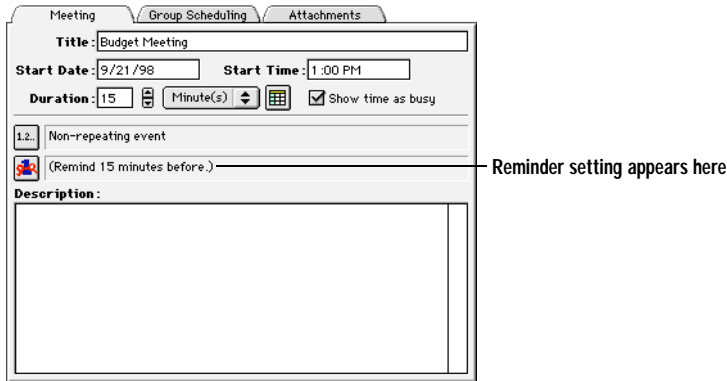 Meeting Group Scheduling Attachments
Title: Budget Meeting
Start Date: 9/21/98 Start Time: 1:00 PM
Duration: 15 Minute(s) Show time as busy
1.2.. Non-repeating event
(Remind 15 minutes before.) Reminder setting appears here
Description: